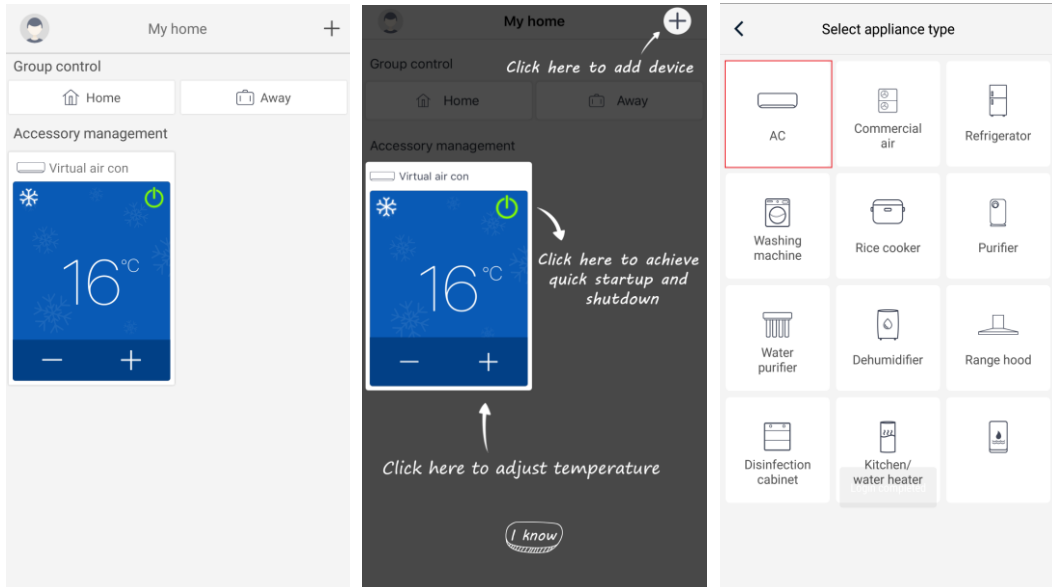 My home
Group control
Home
Away
Accessory management
Virtual air con
16°C
My home
Click here to add device
Group control
Home
Away
Accessory management
Virtual air con
16°C
Click here to achieve
quick startup and
shutdown
Click here to adjust temperature
I know
Select appliance type
AC
Commercial
air
Refrigerator
Washing
machine
Rice cooker
Purifier
Water
purifier
Dehumidifier
Range hood
Disinfection
cabinet
Kitchen/
water heater